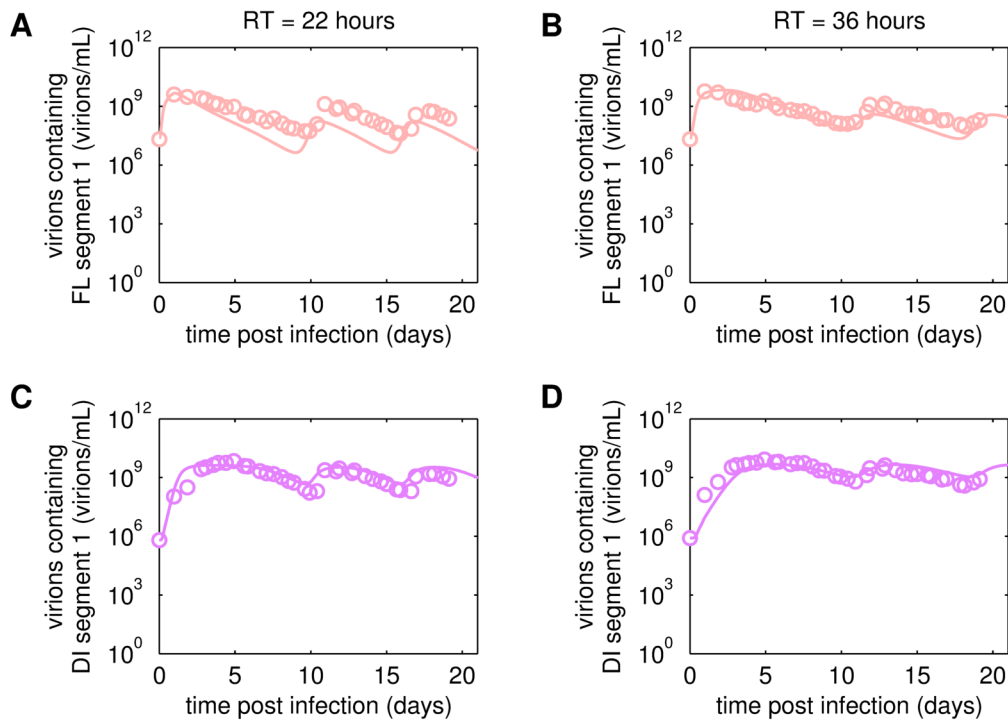 A
RT = 22 hours
B
RT = 36 hours
virions containing
FL segment 1 (virions/mL)
10^12
10^9
10^6
10^3
10^0
0 5 10 15 20
time post infection (days)
virions containing
FL segment 1 (virions/mL)
10^12
10^9
10^6
10^3
10^0
0 5 10 15 20
time post infection (days)
C
D
virions containing
DI segment 1 (virions/mL)
10^12
10^9
10^6
10^3
10^0
0 5 10 15 20
time post infection (days)
virions containing
DI segment 1 (virions/mL)
10^12
10^9
10^6
10^3
10^0
0 5 10 15 20
time post infection (days)